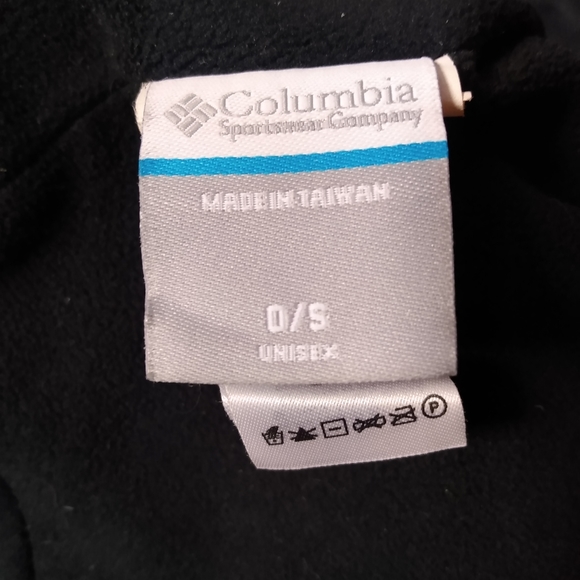 Columbia
Sportswear Company
MADE IN TAIWAN
O/S
UNISEX
P